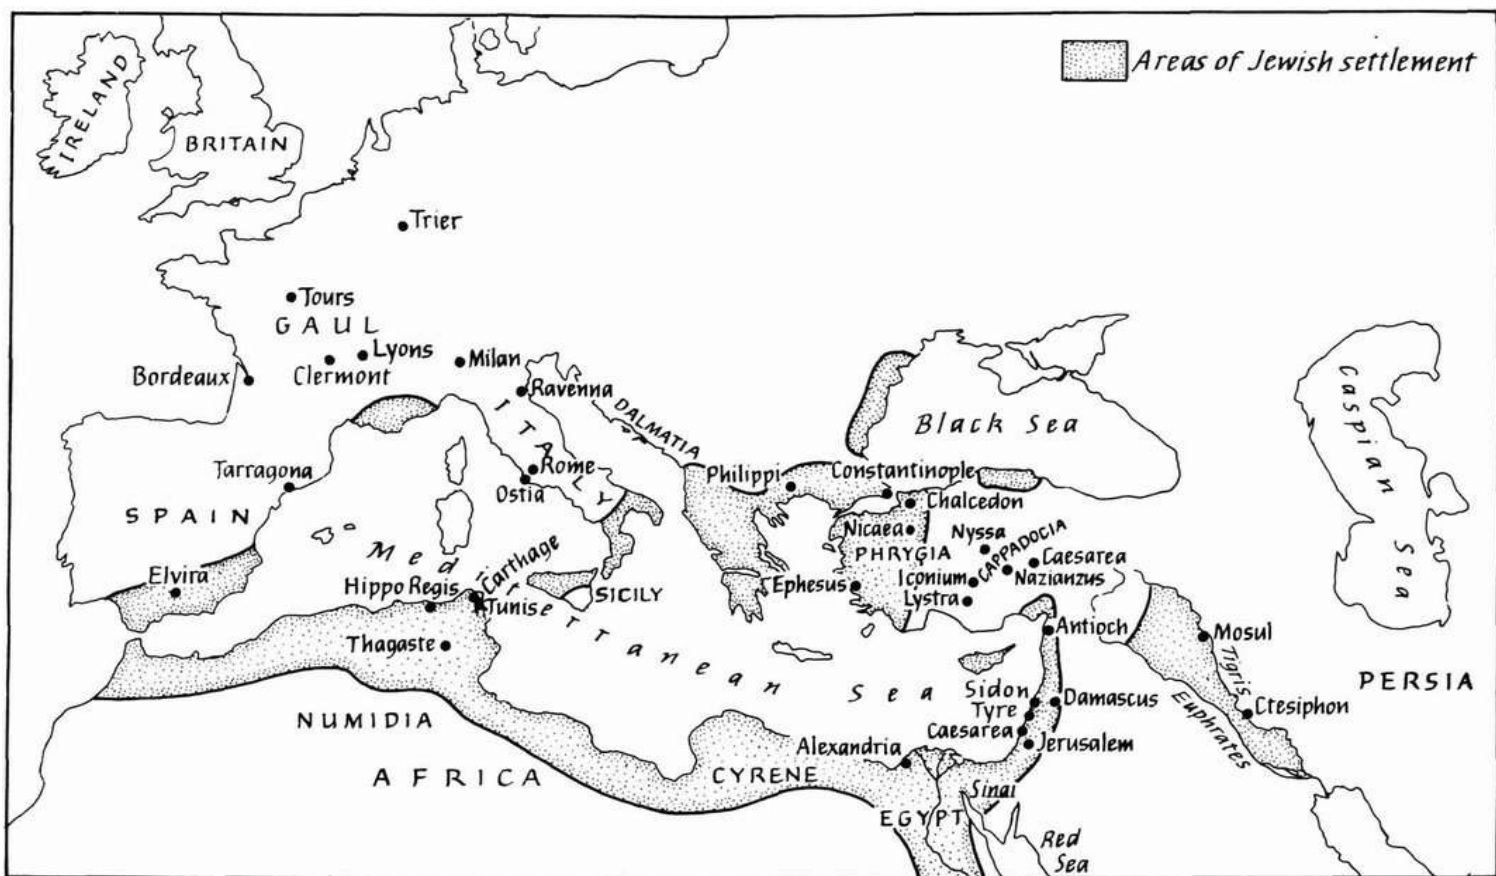 Areas of Jewish settlement
IRELAND
BRITAIN
Trier
Tours
GAUL
Lyons
Clermont
Bordeaux
Milan
Ravenna
ITALY
DALMATIA
Black Sea
Caspian Sea
Tarragona
Rome
Ostia
Philippi
Constantinople
Chalcedon
SPAIN
Nicaea
Nyssa
PHRYGIA
CAPPADOCIA
Caesarea
Nazianzus
Iconium
Lystra
Ephesus
Elvira
Mediterranean Sea
Carthage
Hippo Regis
Tunis
SICILY
Thagaste
Antioch
Mosul
Tigris
PERSIA
Sidon
Tyre
Damascus
Ctesiphon
Euphrates
Caesarea
Jerusalem
NUMIDIA
AFRICA
CYRENE
Alexandria
Sinai
EGYPT
Red
Sea